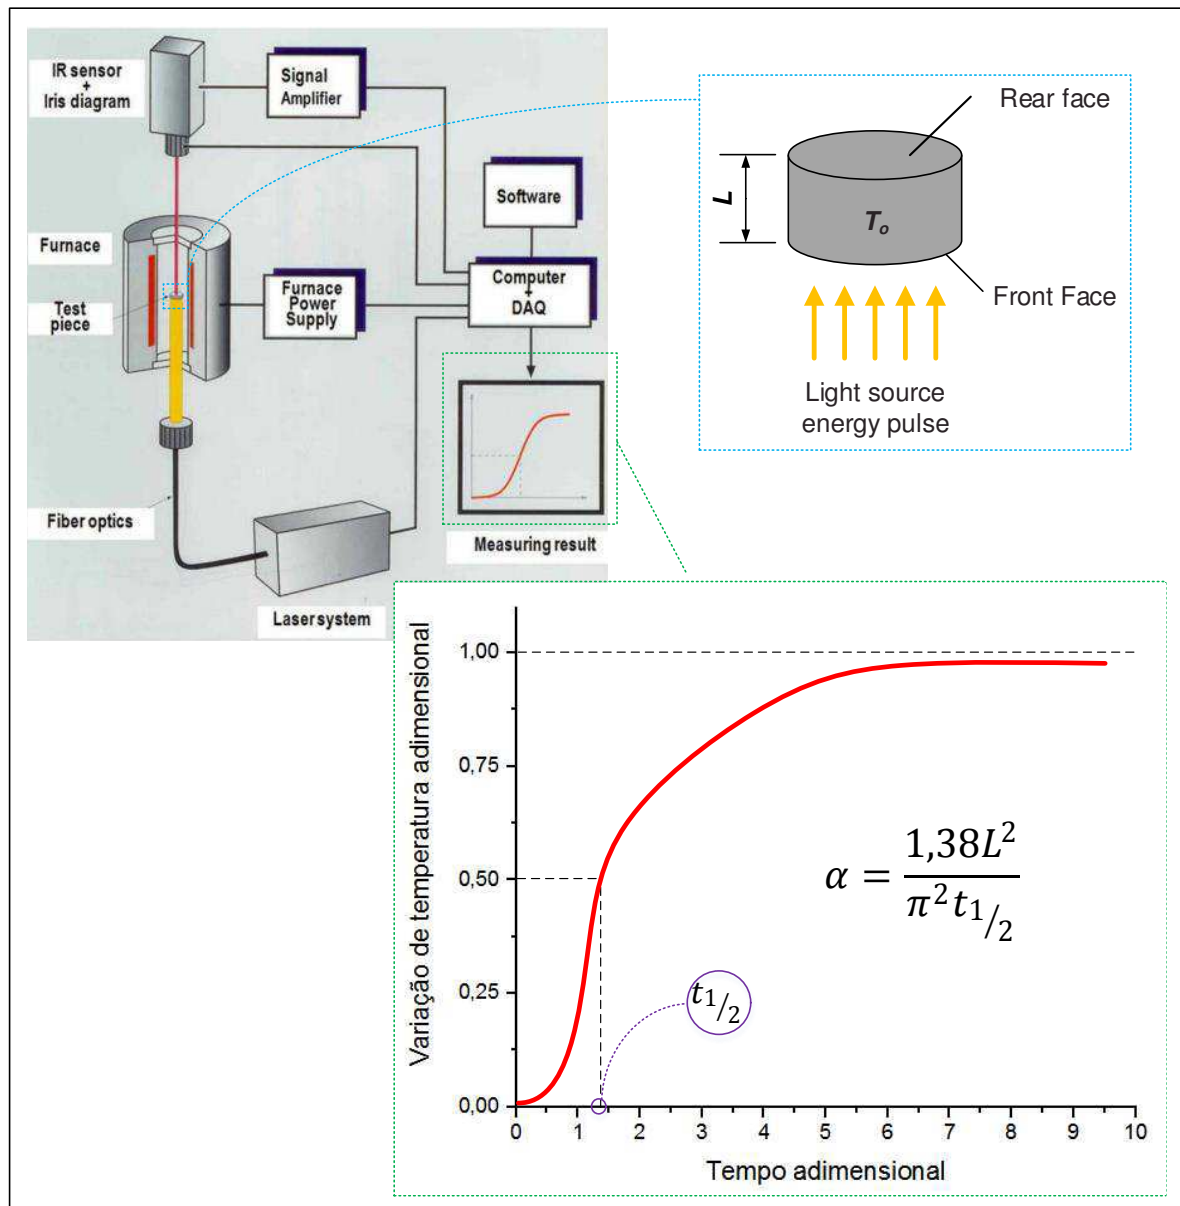 IR sensor
+
Iris diagram
Signal
Amplifier
Software
Furnace
Test
piece
Furnace
Power
Supply
Computer
+
DAQ
Fiber optics
Measuring result
Laser system
Rear face
L
To
Front Face
Light source
energy pulse
Variação de temperatura adimensional
1,00
0,75
0,50
0,25
0,00
α = 1,38L² / π² t1/2
t1/2
0 1 2 3 4 5 6 7 8 9 10
Tempo adimensional